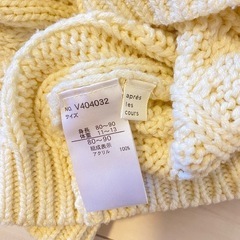 NO. V404032
サイズ
身長 80～90
体重 11～13
80～90
組成表示
アクリル 100%
après
les
cours